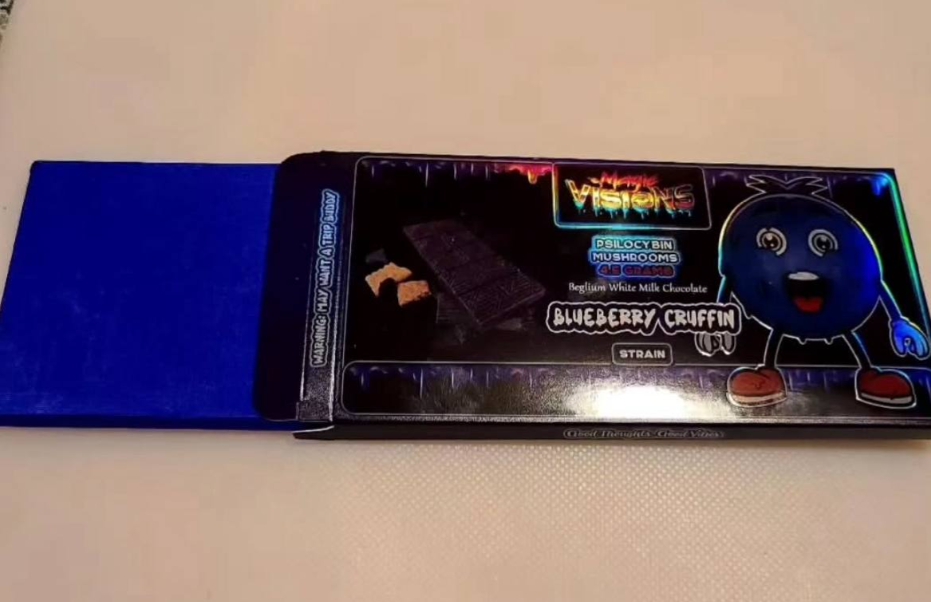 WARNING: MAY WANT A TRIP BUDDY
Magic
VISIONS
PSILOCYBIN
MUSHROOMS
4.5 GRAMS
Beglium White Milk Chocolate
BLUEBERRY CRUFFIN
STRAIN
Good Thoughts Good Vibes